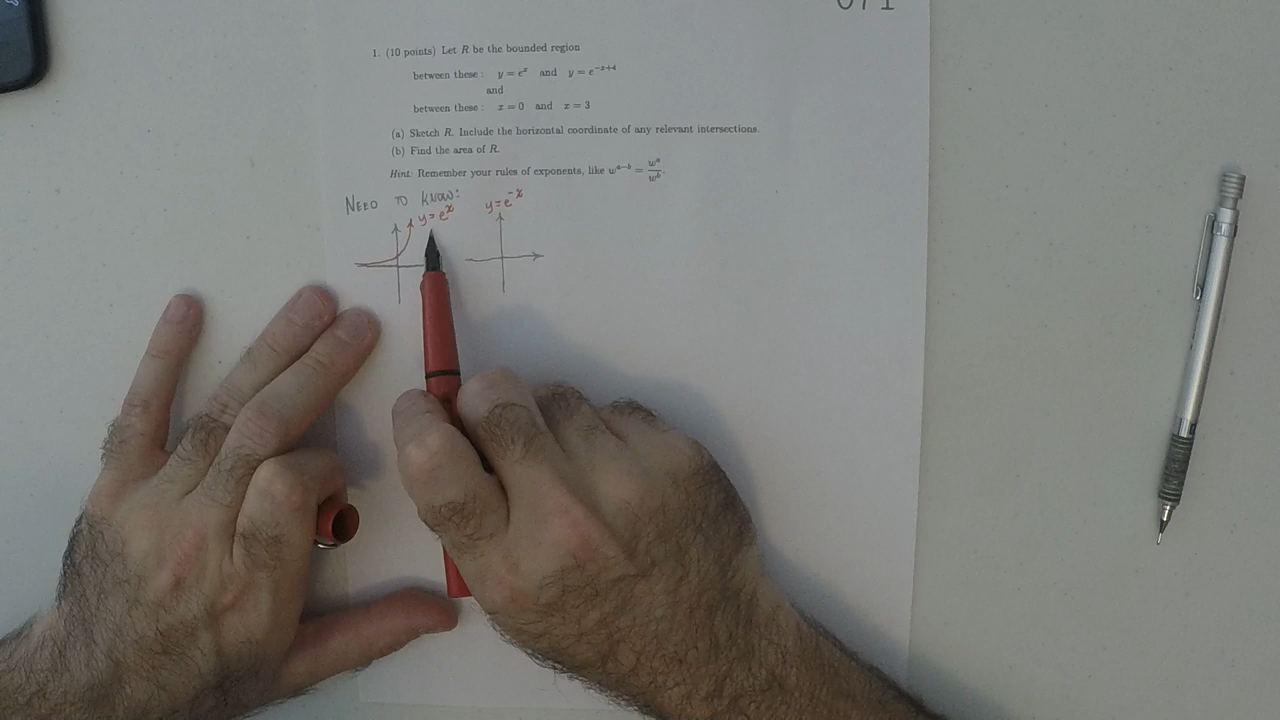 071
1. (10 points) Let R be the bounded region
between these : y = e^x and y = e^{-x+4}
and
between these : x = 0 and x = 3
(a) Sketch R. Include the horizontal coordinate of any relevant intersections.
(b) Find the area of R.
Hint: Remember your rules of exponents, like w^{a-b} = w^a/w^b.
NEED TO KNOW:
y=e^x y=e^{-x}